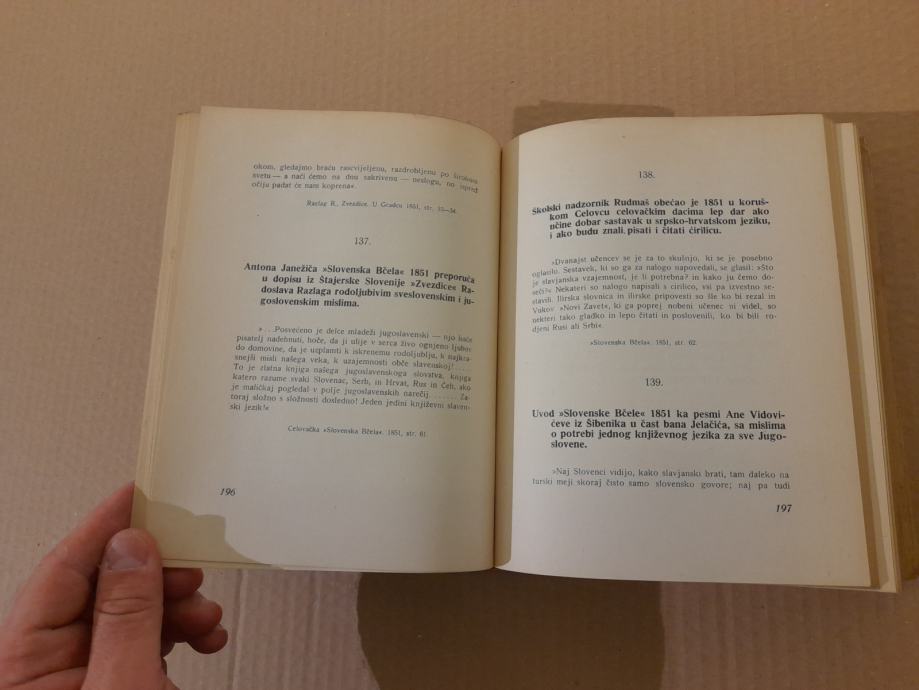 okom, gledajmo braću rascvijeljenu, razdrobljenu po širokom
svetu — a naći ćemo na dnu sakrivenu — neslogu, no ispred
očiju padat će nam koprena«.
Razlag R., Zvezdice. U Gradcu 1851, str. 33—34.
137.
Antona Janežiča »Slovenska Bčela« 1851 preporuča
u dopisu iz Štajerske Slovenije »Zvezdice« Ra-
doslava Razlaga rodoljubivim sveslovenskim i ju-
goslovenskim mislima.
»...Posvećeno je delce mladeži jugoslavenski — njo hoče
pisatelj nadehnuti, hoče, da ji ulije v serca živo ognjeno ljubov
do domovine, da je uzplamti k iskrenemu rodoljublju, k najkra-
snejši misli našega veka, k uzajemnosti obče slavenskoj!....
To je zlatna knjiga našega jugoslavenskoga slovstva, knjiga
katero razume svaki Slovenac, Serb, in Hrvat, Rus in Čeh, ako
je maličkaj pogledal v polje jugoslavenskih narečij....... Za-
toraj složno s složnosti dosledno! Jeden jedini književni slaven-
ski jezik!«
Celovačka »Slovenska Bčela«. 1851, str. 61.
196
138.
Školski nadzornik Rudmaš obećao je 1851 u koruš-
kom Celovcu celovačkim dacima lep dar ako
učine dobar sastavak u srpsko-hrvatskom jeziku,
i ako budu znali pisati i čitati ćirilicu.
»Dvanajst učencev se je za to skušnjo, ki se je posebno
oglasilo. Sestavek, ki so ga za nalogo napovedali, se glasil: »Što
je slavjanska vzajemnost, je li potrebna? in kako ju ćemo do-
seči?« Nekateri so nalogo napisali s cirilico, vsi pa izvestno se-
stavili. Ilirska slovnica in ilirske pripovesti so šle ko bi rezal in
Vukov »Novi Zavet«, ki ga poprej nobeni učenec ni videl, so
nekteri tako gladko in lepo čitati in poslovenili, ko bi bili ro-
djeni Rusi ali Srbi«.
»Slovenska Bčela«. 1851, str. 62.
139.
Uvod »Slovenske Bčele« 1851 ka pesmi Ane Vidovi-
ćeve iz Šibenika u čast bana Jelačića, sa mislima
o potrebi jednog književnog jezika za sve Jugo-
slovene.
»Naj Slovenci vidijo, kako slavjanski brati, tam daleko na
turski meji skoraj čisto samo slovensko govore; naj pa tudi
197